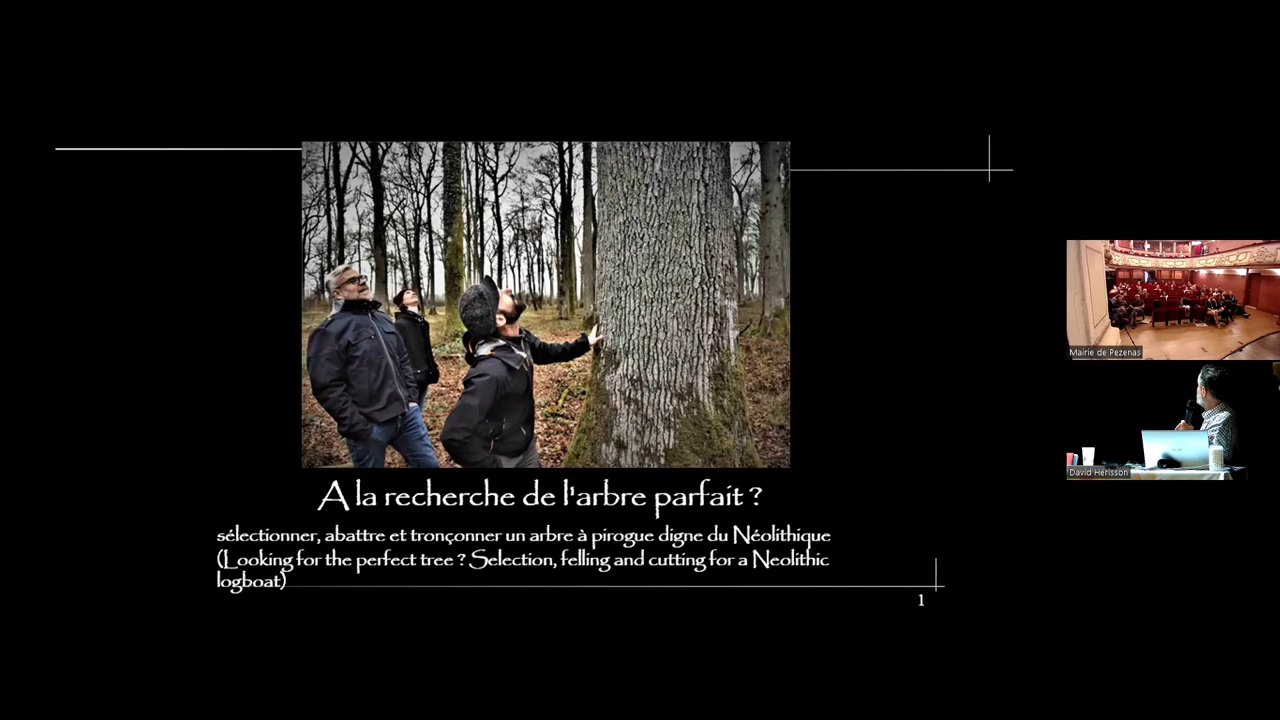 A la recherche de l'arbre parfait ?
sélectionner, abattre et tronçonner un arbre à pirogue digne du Néolithique
(Looking for the perfect tree ? Selection, felling and cutting for a Neolithic
logboat)
1
Mairie de Pezenas
David Herisson